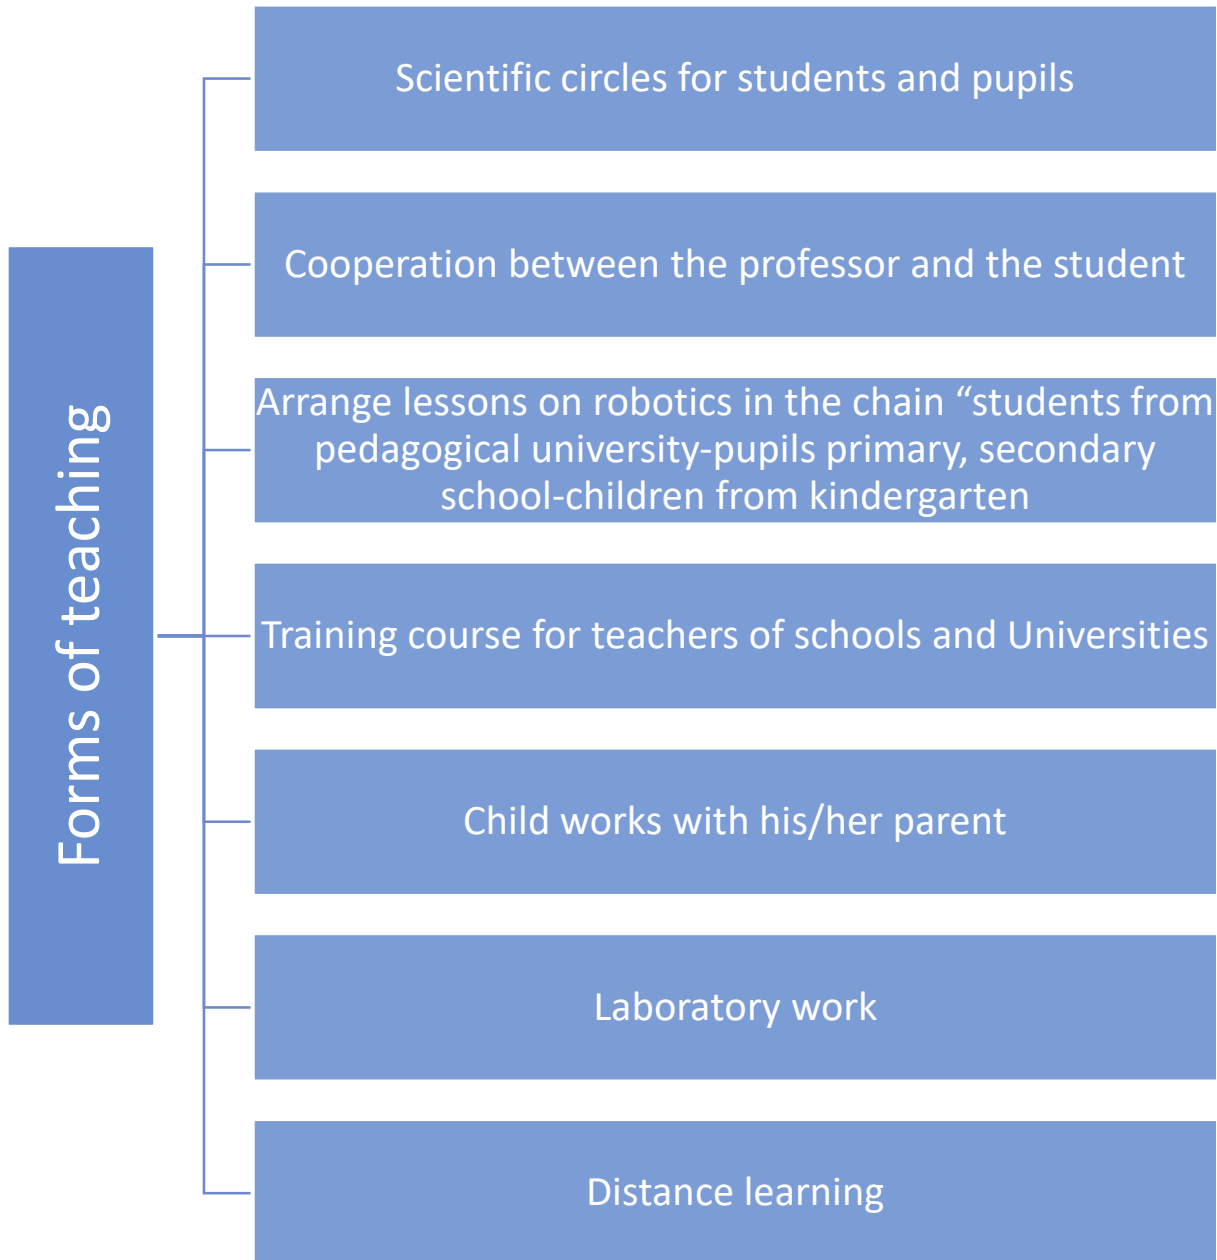 Forms of teaching
Scientific circles for students and pupils
Cooperation between the professor and the student
Arrange lessons on robotics in the chain “students from
pedagogical university-pupils primary, secondary
school-children from kindergarten
Training course for teachers of schools and Universities
Child works with his/her parent
Laboratory work
Distance learning